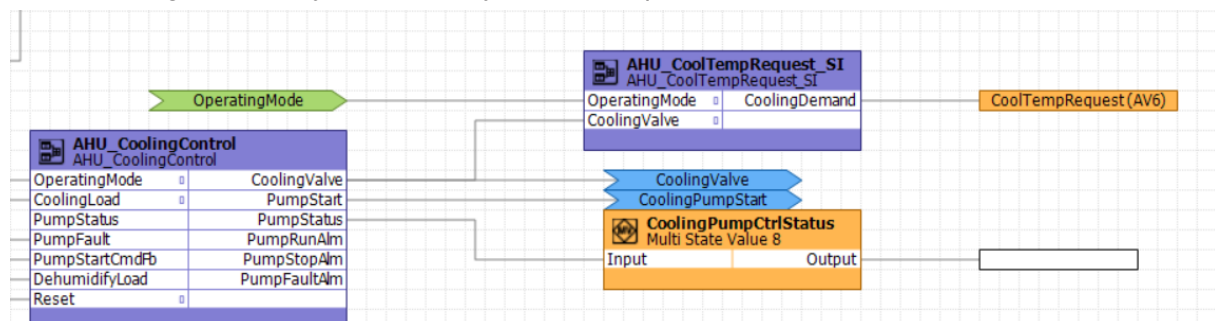 AHU_CoolTempRequest_SI
AHU_CoolTempRequest_SI
OperatingMode
OperatingMode
CoolingDemand
CoolTempRequest (AV6)
CoolingValve
AHU_CoolingControl
AHU_CoolingControl
OperatingMode
CoolingValve
CoolingValve
CoolingLoad
PumpStart
CoolingPumpStart
PumpStatus
PumpStatus
CoolingPumpCtrlStatus
Multi State Value 8
PumpFault
PumpRunAlm
PumpStartCmdFb
PumpStopAlm
Input
Output
DehumidifyLoad
PumpFaultAlm
Reset